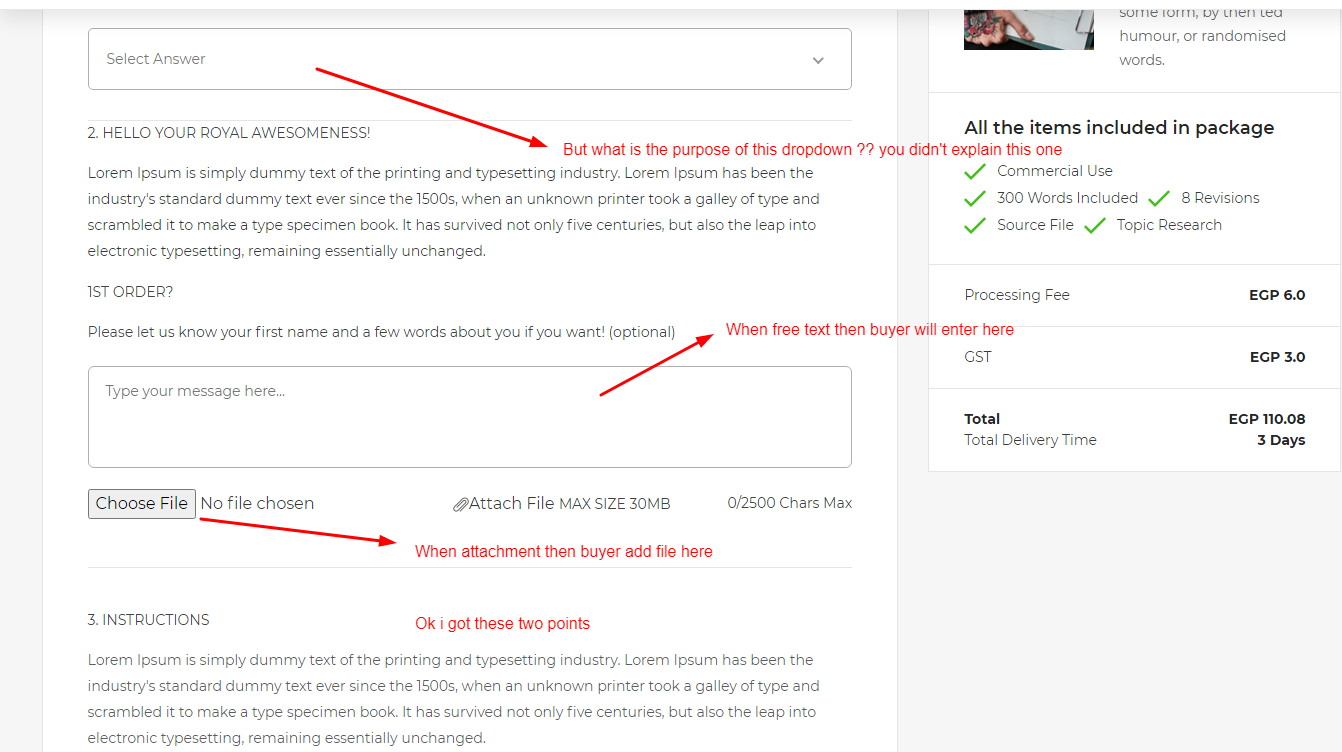 some form, by then ted
humour, or randomised
words.
Select Answer
2. HELLO YOUR ROYAL AWESOMENESS!
But what is the purpose of this dropdown ?? you didn't explain this one
Lorem Ipsum is simply dummy text of the printing and typesetting industry. Lorem Ipsum has been the
industry's standard dummy text ever since the 1500s, when an unknown printer took a galley of type and
scrambled it to make a type specimen book. It has survived not only five centuries, but also the leap into
electronic typesetting, remaining essentially unchanged.
1ST ORDER?
Please let us know your first name and a few words about you if you want! (optional)
When free text then buyer will enter here
Type your message here...
Choose File No file chosen
Attach File MAX SIZE 30MB
0/2500 Chars Max
When attachment then buyer add file here
3. INSTRUCTIONS
Ok i got these two points
Lorem Ipsum is simply dummy text of the printing and typesetting industry. Lorem Ipsum has been the
industry's standard dummy text ever since the 1500s, when an unknown printer took a galley of type and
scrambled it to make a type specimen book. It has survived not only five centuries, but also the leap into
electronic typesetting, remaining essentially unchanged.
All the items included in package
Commercial Use
300 Words Included 8 Revisions
Source File Topic Research
Processing Fee EGP 6.0
GST EGP 3.0
Total EGP 110.08
Total Delivery Time 3 Days